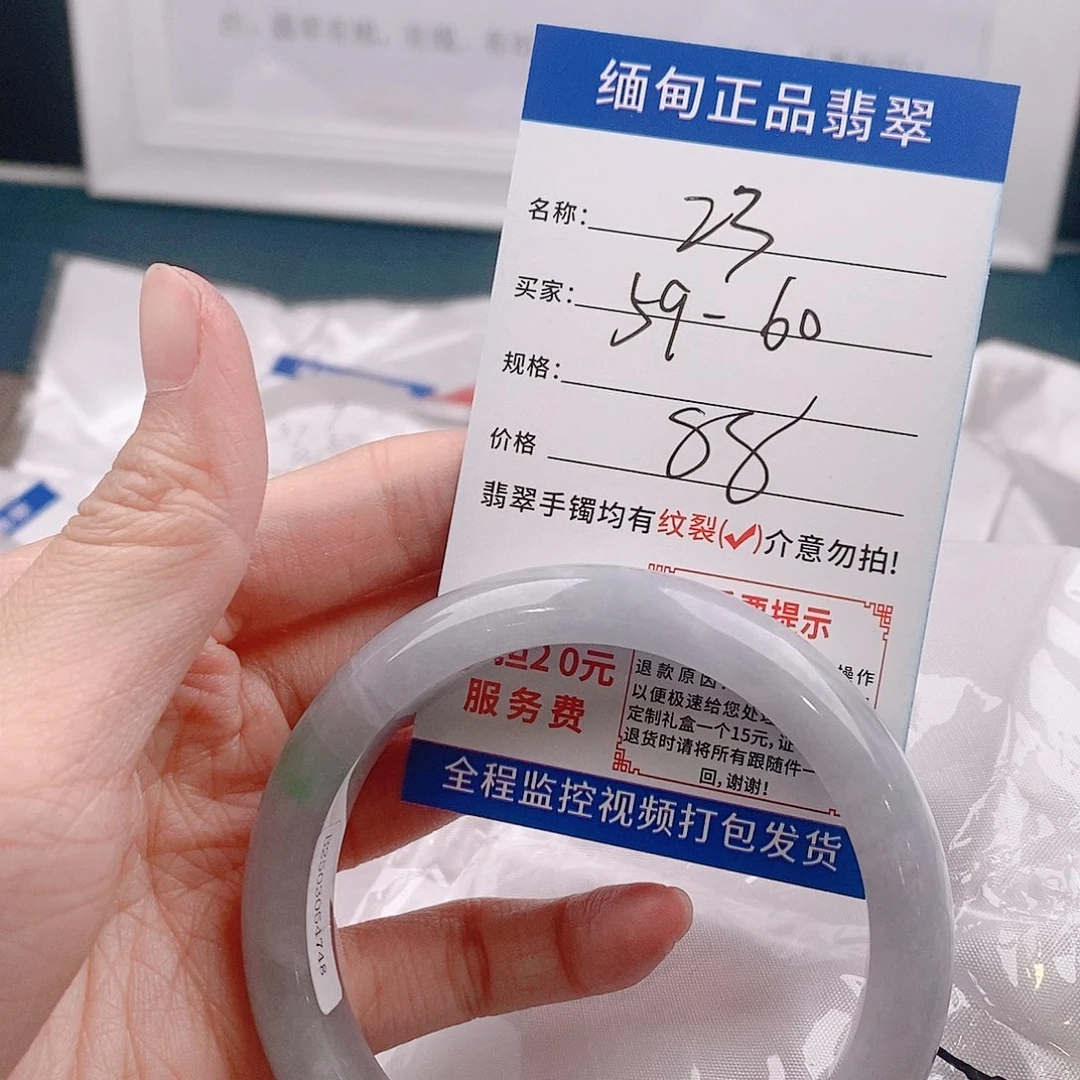 缅甸正品翡翠
名称: 23
买家: 59-60
规格:
价格 88
翡翠手镯均有纹裂(✓)介意勿拍!
提示
20元
服务费
退款原因 操作
以便极速给您处理
定制礼盒一个15元,证
退货时请将所有跟随件一
回,谢谢!
全程监控视频打包发货